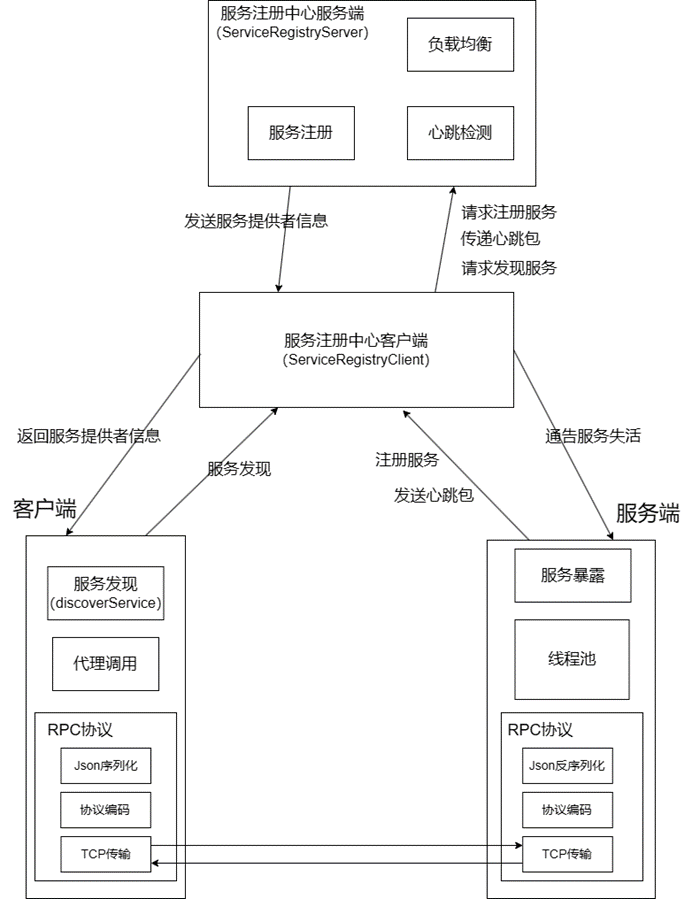 服务注册中心服务端
（ServiceRegistryServer）
负载均衡
服务注册
心跳检测
发送服务提供者信息
请求注册服务
传递心跳包
请求发现服务
服务注册中心客户端
（ServiceRegistryClient）
返回服务提供者信息
服务发现
注册服务
发送心跳包
通告服务失活
客户端
服务端
服务发现
（discoverService）
代理调用
RPC协议
Json序列化
协议编码
TCP传输
服务暴露
线程池
RPC协议
Json反序列化
协议编码
TCP传输